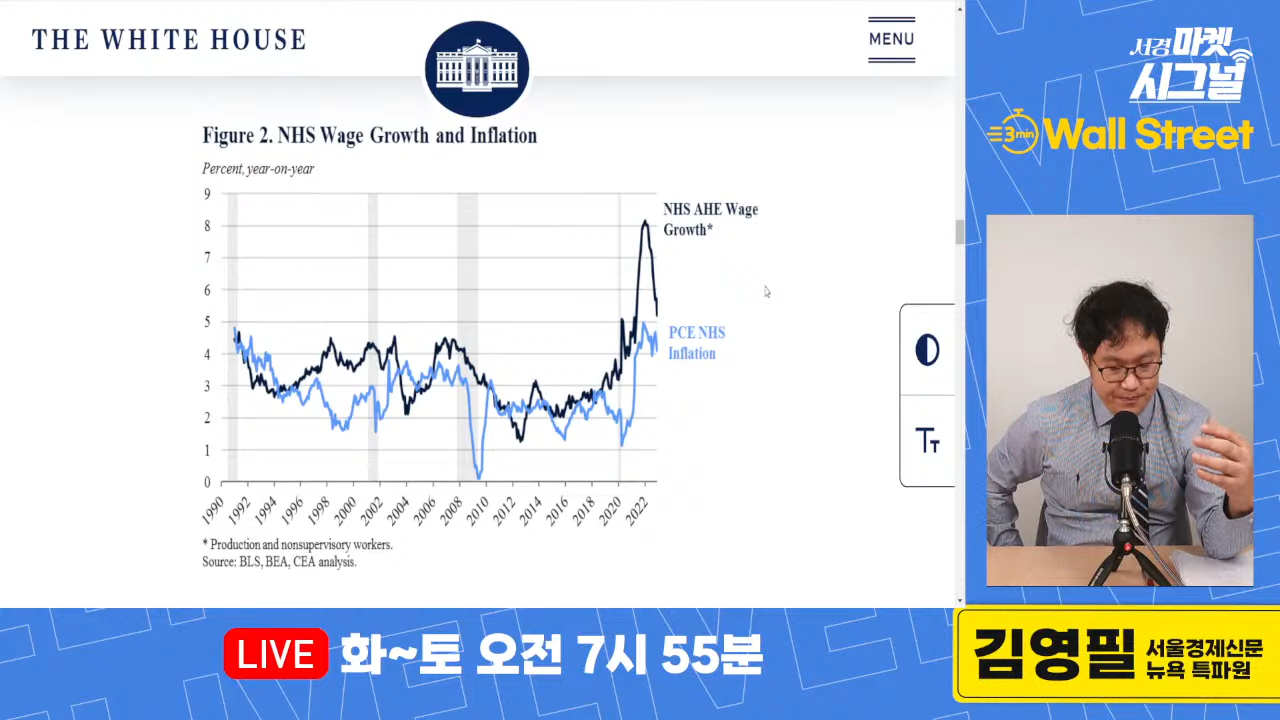 THE WHITE HOUSE
MENU
Figure 2. NHS Wage Growth and Inflation
Percent, year-on-year
9
8
7
6
5
4
3
2
1
0
1990
1992
1994
1996
1998
2000
2002
2004
2006
2008
2010
2012
2014
2016
2018
2020
2022
NHS AHE Wage
Growth*
PCE NHS
Inflation
* Production and nonsupervisory workers.
Source: BLS, BEA, CEA analysis.
TT
서경 마켓
시그널
3min Wall Street
LIVE 화~토 오전 7시 55분
김영필
서울경제신문
뉴욕 특파원